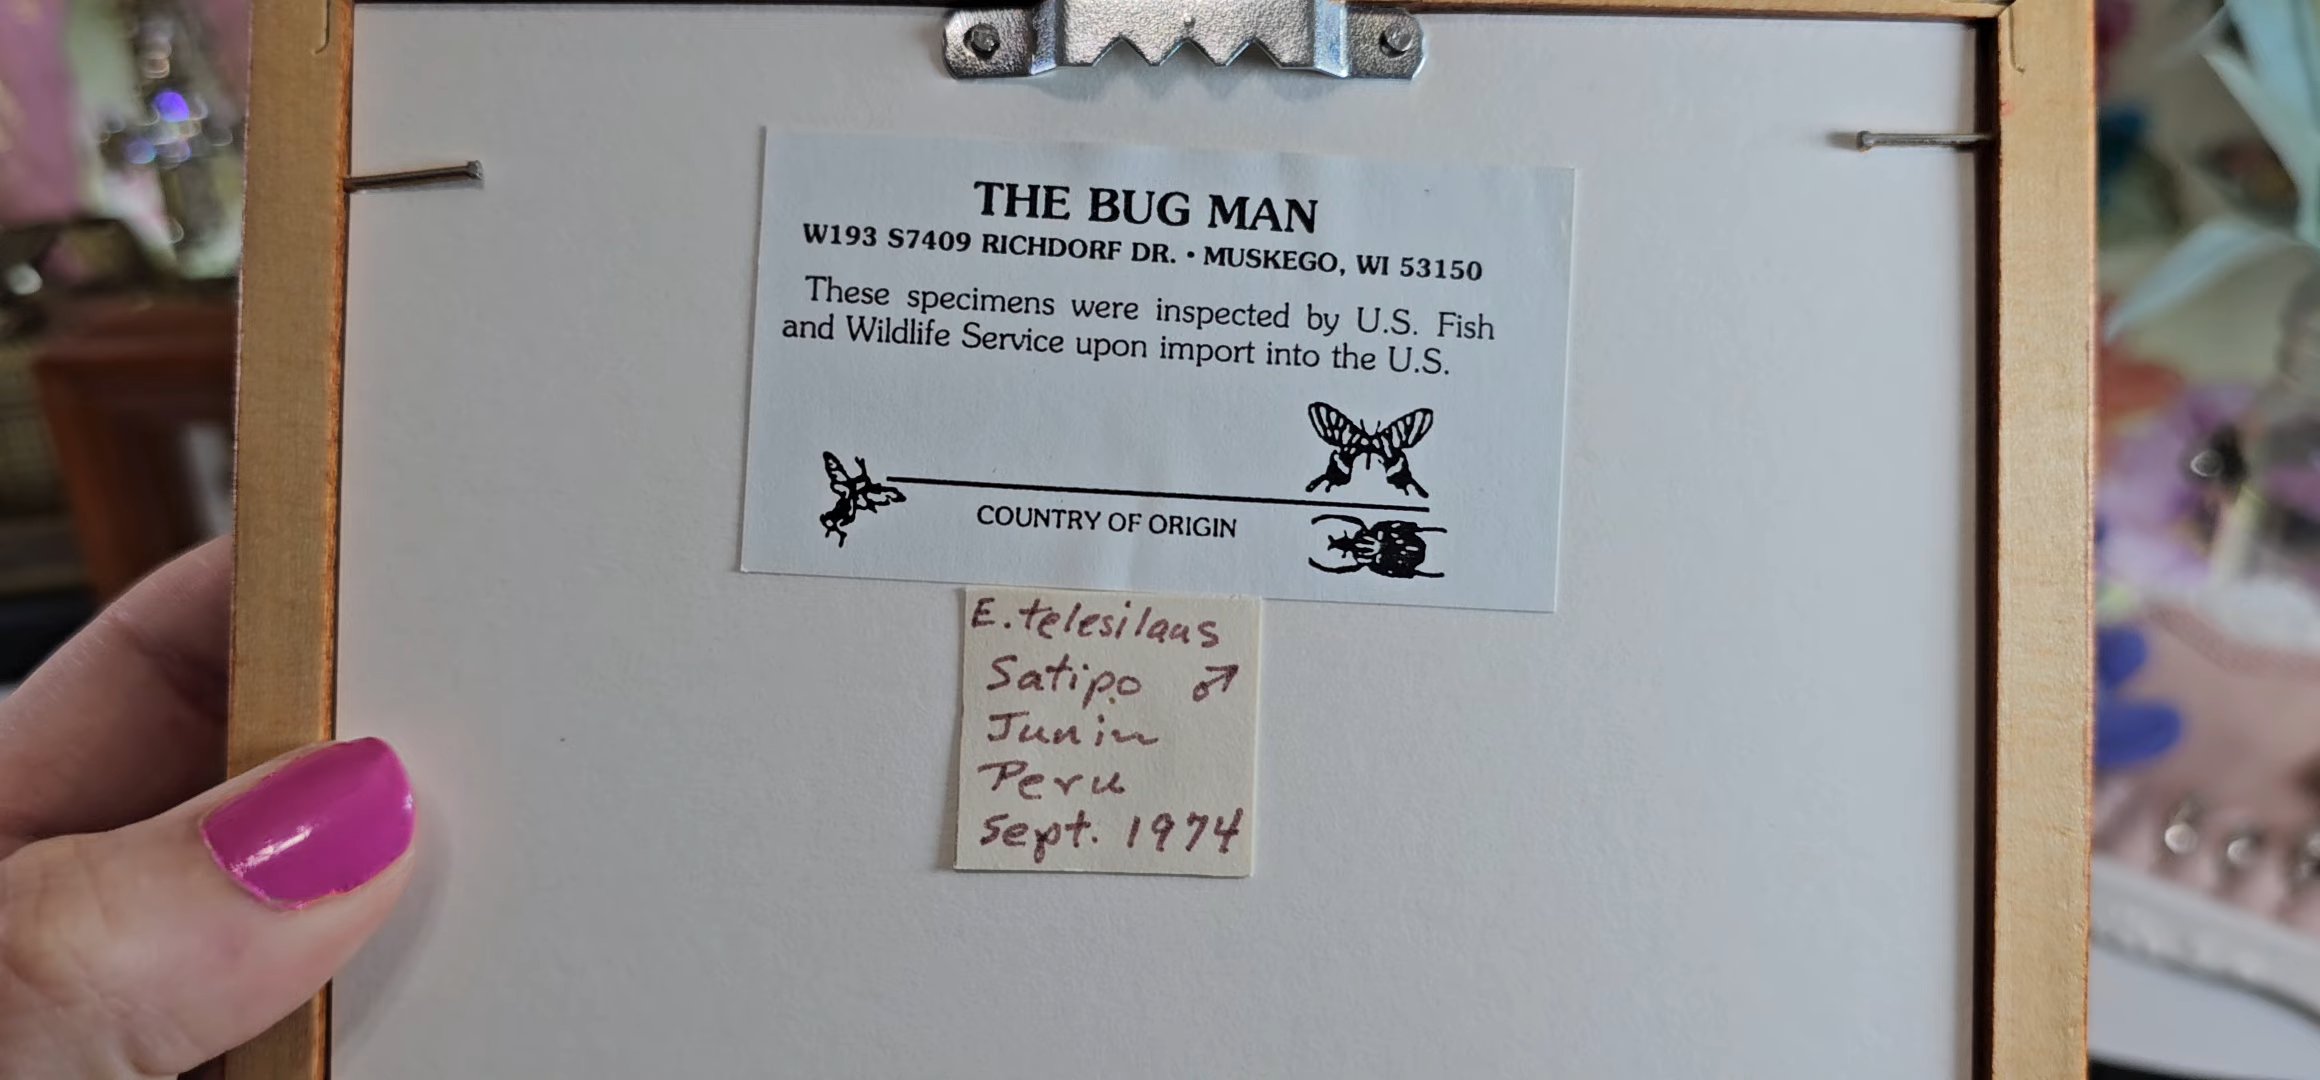 THE BUG MAN
W193 S7409 RICHDORF DR. • MUSKEGO, WI 53150
These specimens were inspected by U.S. Fish
and Wildlife Service upon import into the U.S.
COUNTRY OF ORIGIN
E. telesilaus
Satipo ♂
Junin
Peru
Sept. 1974